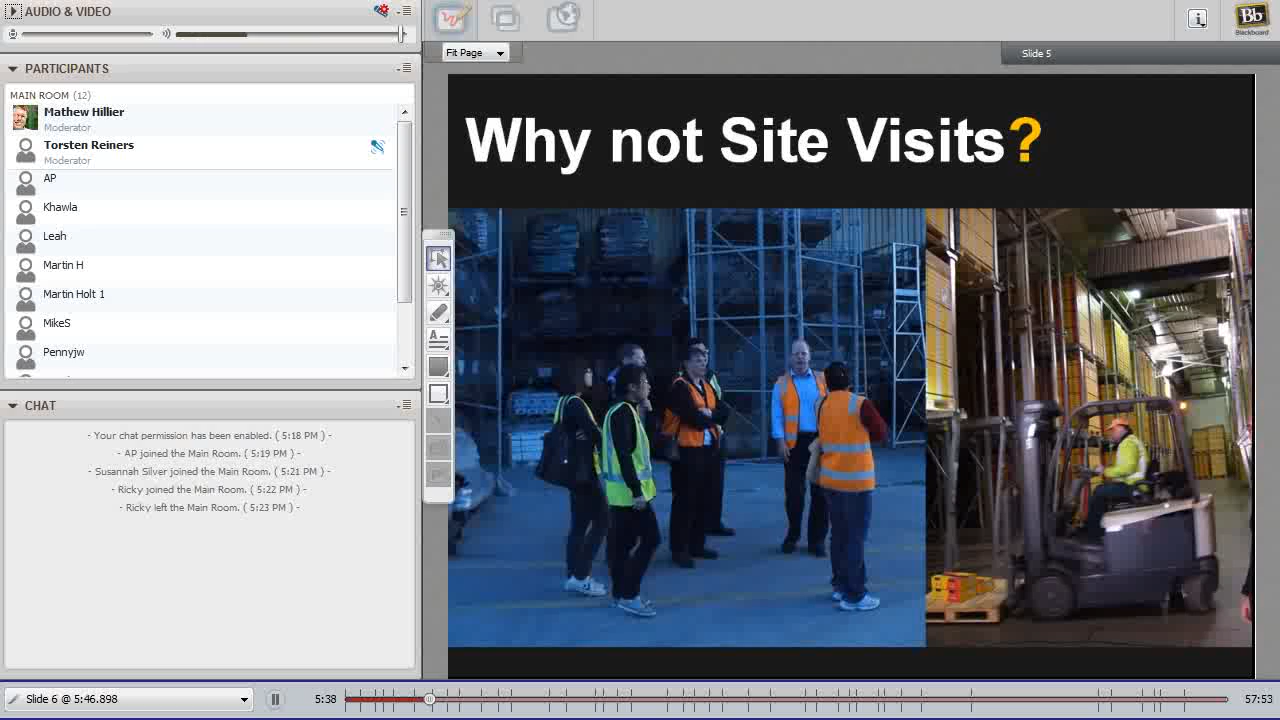 AUDIO & VIDEO
PARTICIPANTS
MAIN ROOM (12)
Mathew Hillier
Moderator
Torsten Reiners
Moderator
AP
Khawla
Leah
Martin H
Martin Holt 1
MikeS
Pennyjw
CHAT
- Your chat permission has been enabled. ( 5:18 PM ) -
- AP joined the Main Room. ( 5:19 PM ) -
- Susannah Silver joined the Main Room. ( 5:21 PM ) -
- Ricky joined the Main Room. ( 5:22 PM ) -
- Ricky left the Main Room. ( 5:23 PM ) -
Bb
Blackboard
Fit Page
Slide 5
Why not Site Visits?
Slide 6 @ 5:46.898
5:38
57:53